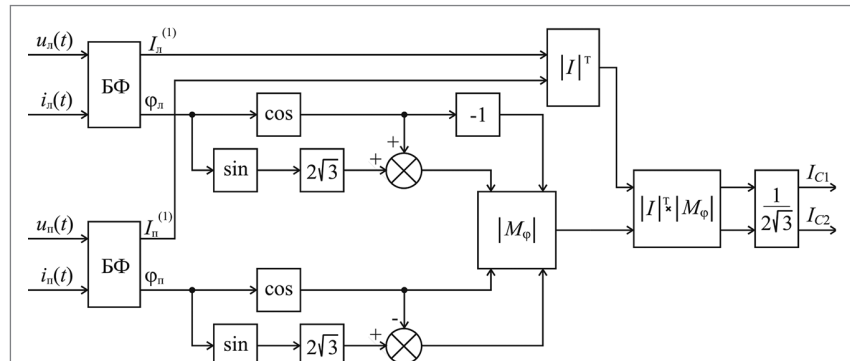 uл(t) Iл(1)
БФ |I|т
iл(t) φл cos -1
+
sin 2√3 +
IC1
|Mφ| |I|т×|Mφ| 1/2√3
uп(t) Iп(1)
IC2
БФ
iп(t) φп cos
-
sin 2√3 +